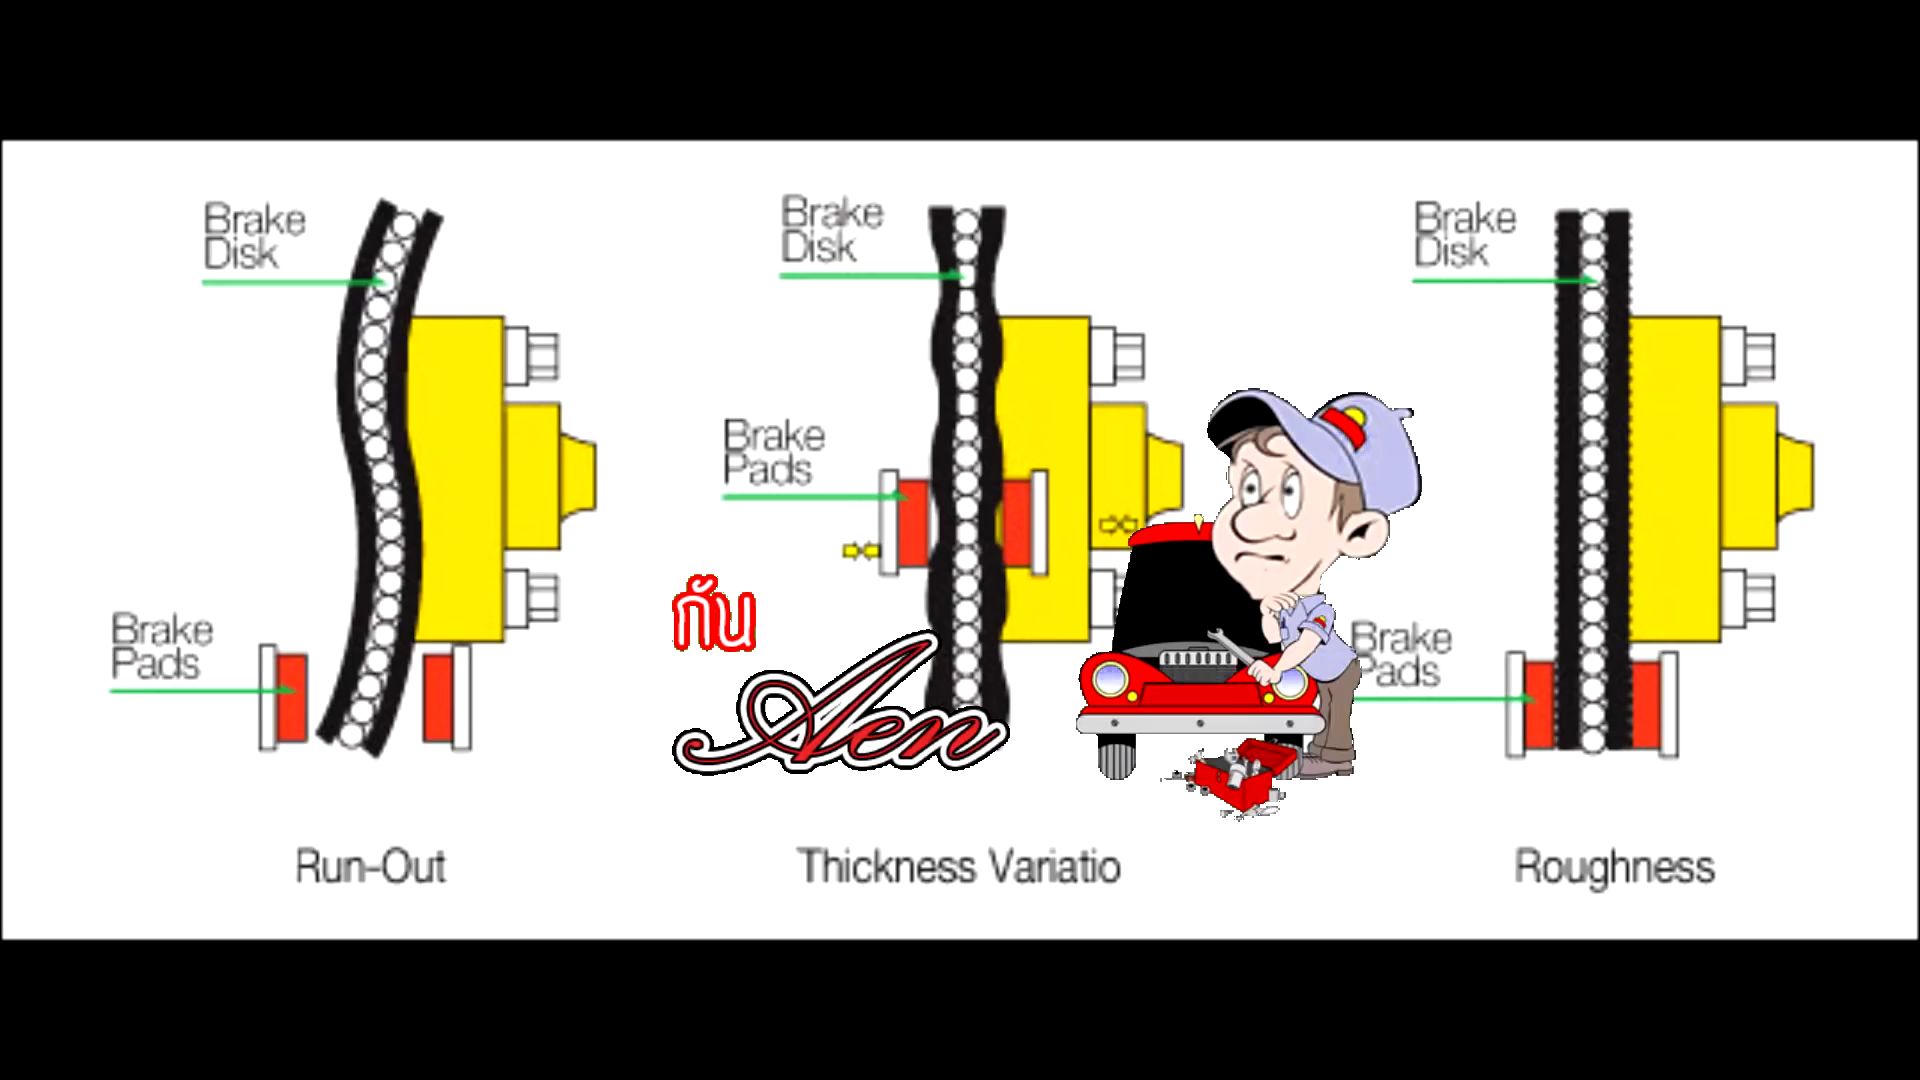 Brake
Disk
Brake
Pads
Run-Out
Brake
Disk
Brake
Pads
กัน
Aen
Thickness Variatio
Brake
Disk
Brake
Pads
Roughness